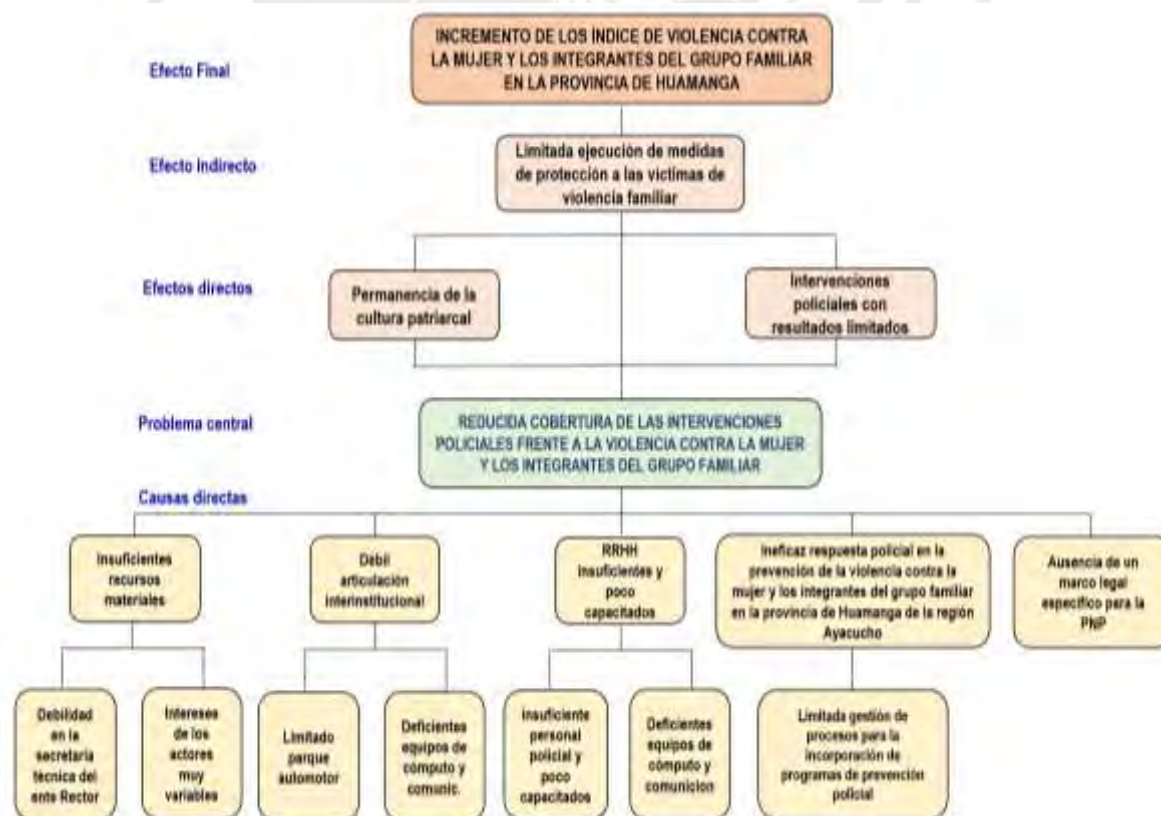 INCREMENTO DE LOS ÍNDICE DE VIOLENCIA CONTRA
LA MUJER Y LOS INTEGRANTES DEL GRUPO FAMILIAR
EN LA PROVINCIA DE HUAMANGA
Efecto Final
Efecto Indirecto
Limitada ejecución de medidas
de protección a las victimas de
violencia familiar
Efectos directos
Permanencia de la
cultura patriarcal
Intervenciones
policiales con
resultados limitados
Problema central
REDUCIDA COBERTURA DE LAS INTERVENCIONES
POLICIALES FRENTE A LA VIOLENCIA CONTRA LA MUJER
Y LOS INTEGRANTES DEL GRUPO FAMILIAR
Causas directas
Insuficientes
recursos
materiales
Debil
articulación
interinstitucional
RRHH
insuficientes y
poco
capacitados
Ineficaz respuesta policial en la
prevención de la violencia contra la
mujer y los integrantes del grupo familiar
en la provincia de Huamanga de la región
Ayacucho
Ausencia de un
marco legal
especifico para la
PNP
Debilidad
en la
secretaria
técnica del
ente Rector
Intereses
de los
actores
muy
variables
Limitado
parque
automotor
Deficientes
equipos de
cómputo y
comunic.
insuficiente
personal
policial y
poco
capacitados
Deficientes
equipos de
cómputo y
comunicion
Limitada gestión de
procesos para la
incorporación de
programas de prevención
policial